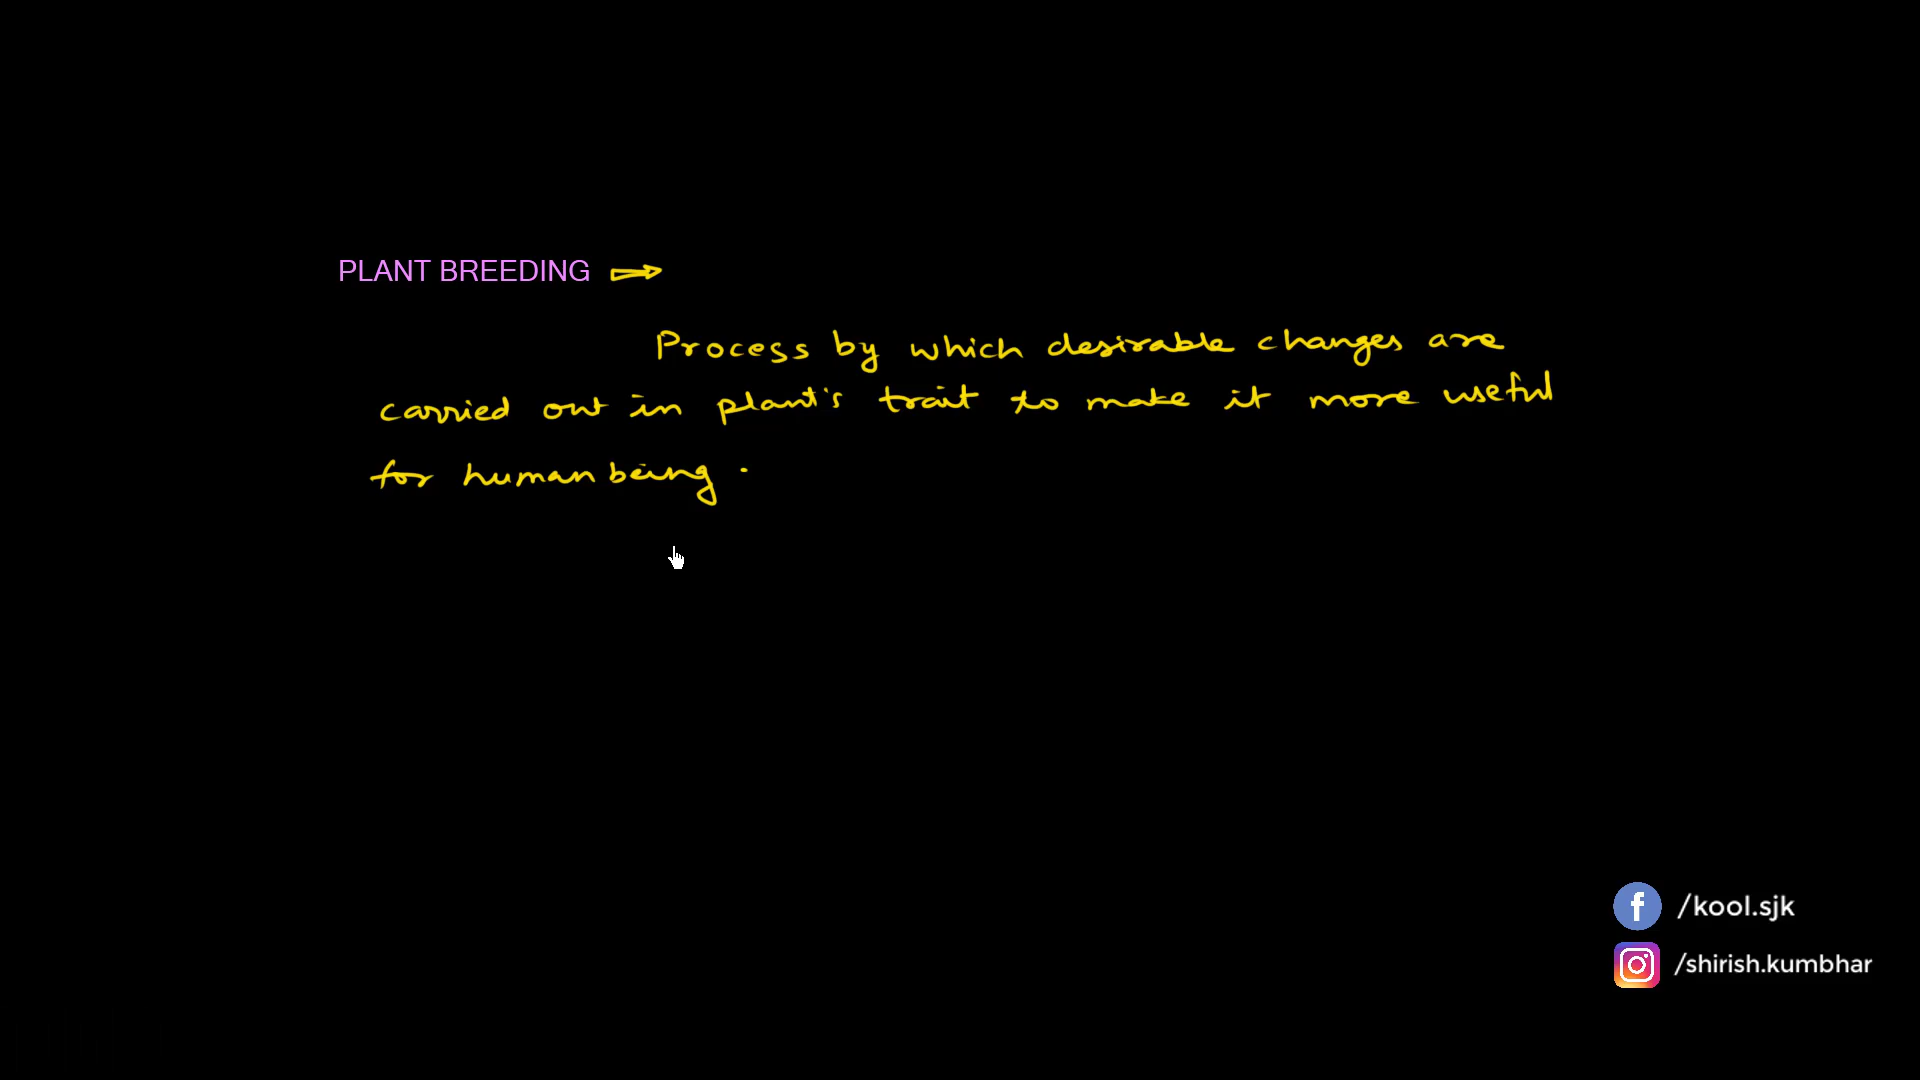 PLANT BREEDING
Process by which desirable changes are
carried out in plant's trait to make it more useful
for human being.
/kool.sjk
/shirish.kumbhar